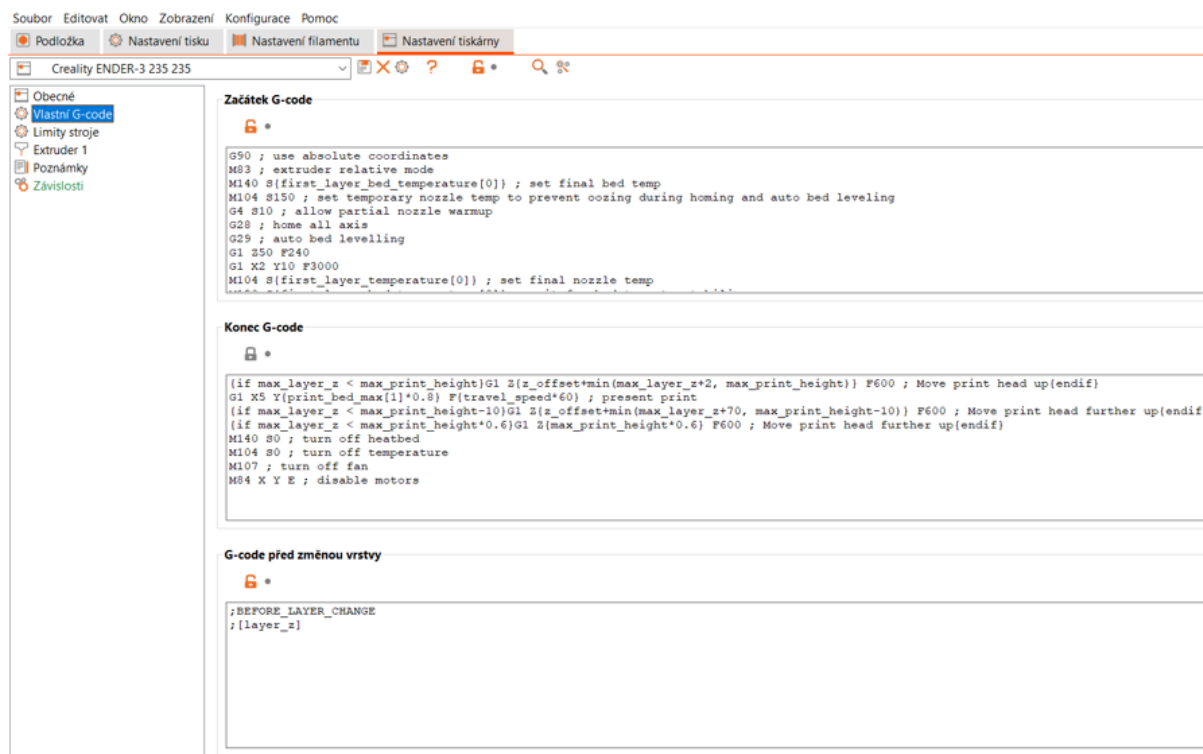 Soubor Editovat Okno Zobrazení Konfigurace Pomoc
Podložka Nastavení tisku Nastavení filamentu Nastavení tiskárny
Creality ENDER-3 235 235
Obecné
Vlastní G-code
Limity stroje
Extruder 1
Poznámky
Závislosti
Začátek G-code
G90 ; use absolute coordinates
M83 ; extruder relative mode
M140 S{first_layer_bed_temperature[0]} ; set final bed temp
M104 S150 ; set temporary nozzle temp to prevent oozing during homing and auto bed leveling
G4 S10 ; allow partial nozzle warmup
G28 ; home all axis
G29 ; auto bed levelling
G1 Z50 F240
G1 X2 Y10 F3000
M104 S{first_layer_temperature[0]} ; set final nozzle temp
Konec G-code
{if max_layer_z < max_print_height}G1 Z{z_offset+min(max_layer_z+2, max_print_height)} F600 ; Move print head up{endif}
G1 X5 Y{print_bed_max[1]*0.8} F{travel_speed*60} ; present print
{if max_layer_z < max_print_height-10}G1 Z{z_offset+min(max_layer_z+70, max_print_height-10)} F600 ; Move print head further up{endif
{if max_layer_z < max_print_height*0.6}G1 Z{max_print_height*0.6} F600 ; Move print head further up{endif}
M140 S0 ; turn off heatbed
M104 S0 ; turn off temperature
M107 ; turn off fan
M84 X Y E ; disable motors
G-code před změnou vrstvy
;BEFORE_LAYER_CHANGE
;[layer_z]